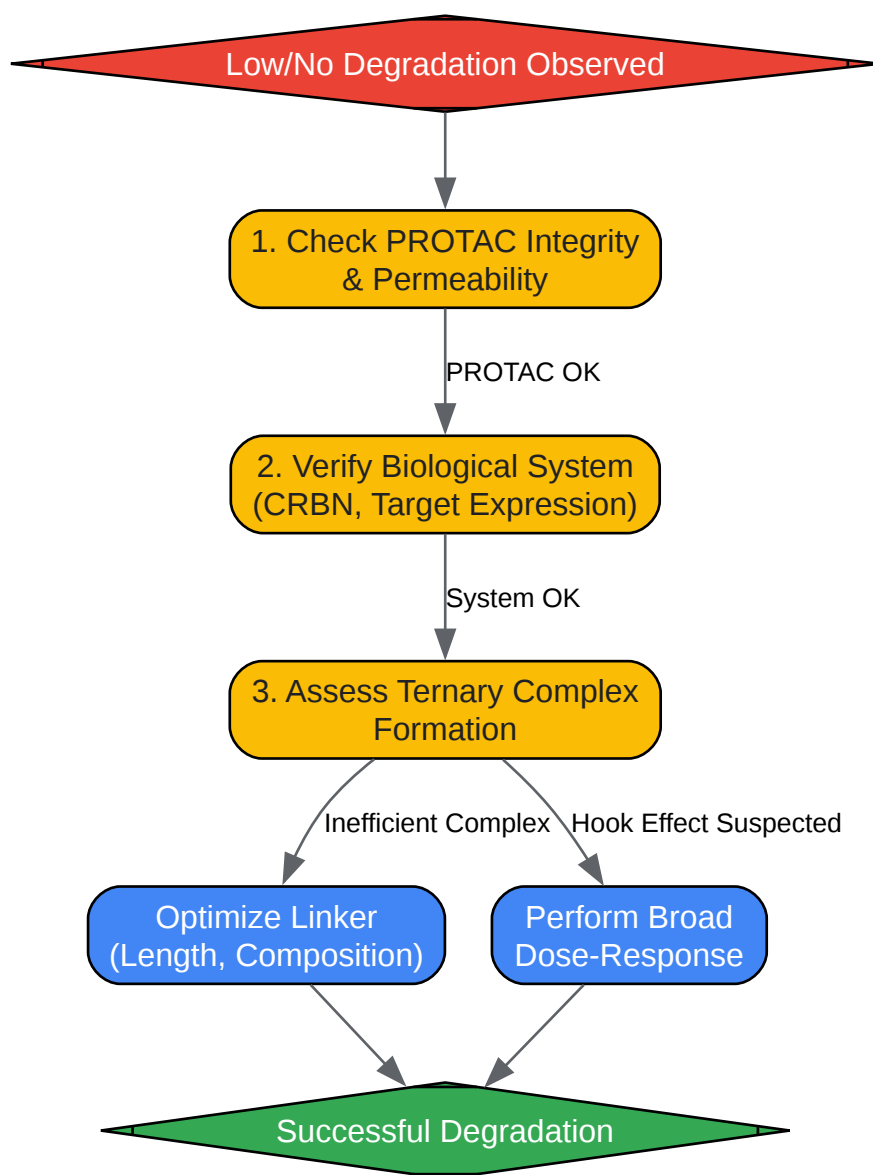 Low/No Degradation Observed
1. Check PROTAC Integrity
& Permeability
PROTAC OK
2. Verify Biological System
(CRBN, Target Expression)
System OK
3. Assess Ternary Complex
Formation
Inefficient Complex
Hook Effect Suspected
Optimize Linker
(Length, Composition)
Perform Broad
Dose-Response
Successful Degradation